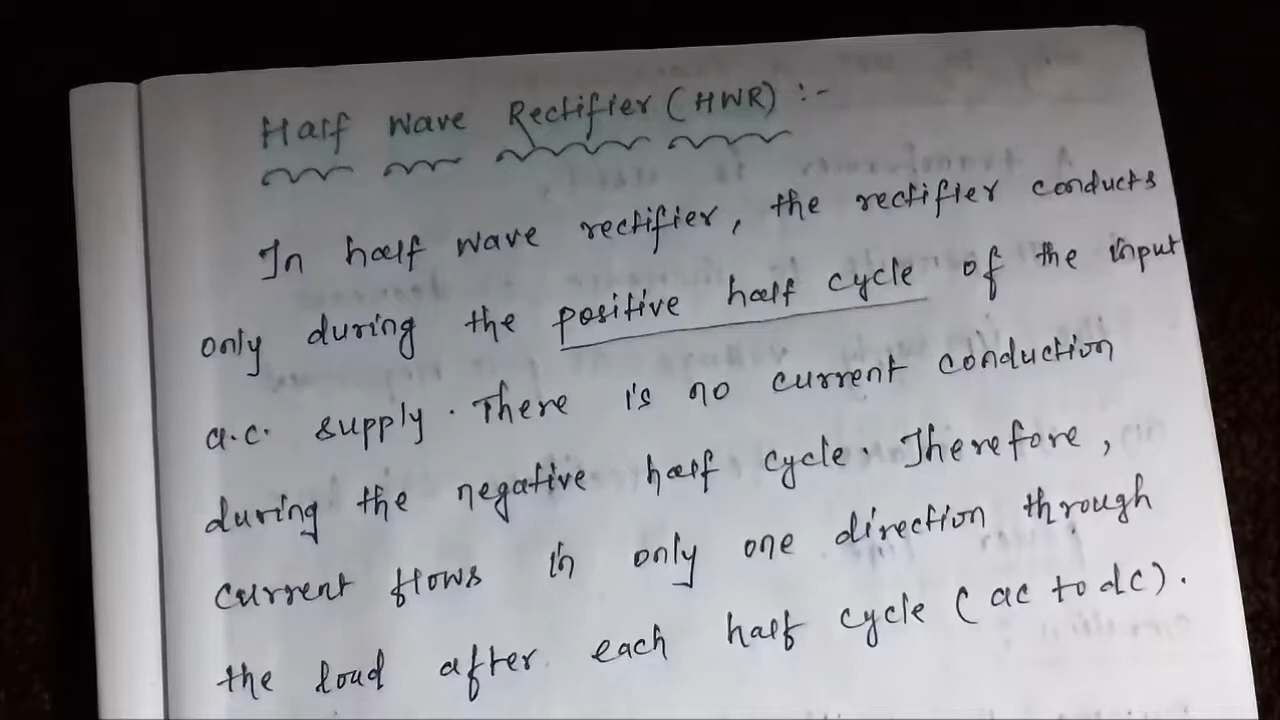 Half Wave Rectifier (HWR) :-
In half wave rectifier, the rectifier conducts
only during the positive half cycle of the input
a.c. supply. There is no current conduction
during the negative half cycle. Therefore,
current flows in only one direction through
the load after each half cycle (ac to dc).